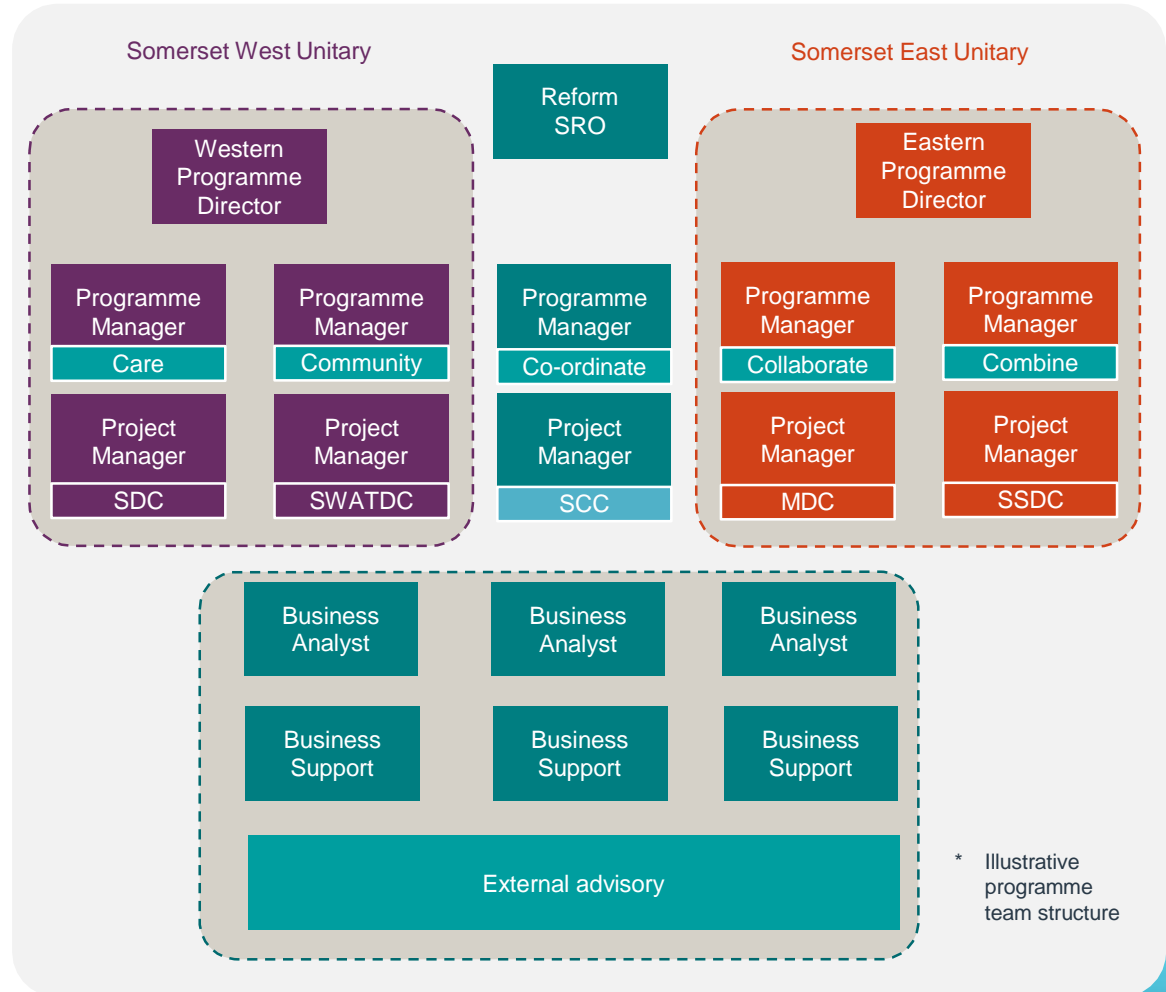 Somerset West Unitary
Somerset East Unitary
Reform
SRO
Western
Programme
Director
Eastern
Programme
Director
Programme
Manager
Care
Programme
Manager
Community
Programme
Manager
Co-ordinate
Programme
Manager
Collaborate
Programme
Manager
Combine
Project
Manager
SDC
Project
Manager
SWATDC
Project
Manager
SCC
Project
Manager
MDC
Project
Manager
SSDC
Business
Analyst
Business
Analyst
Business
Analyst
Business
Support
Business
Support
Business
Support
External advisory
* Illustrative
programme
team structure